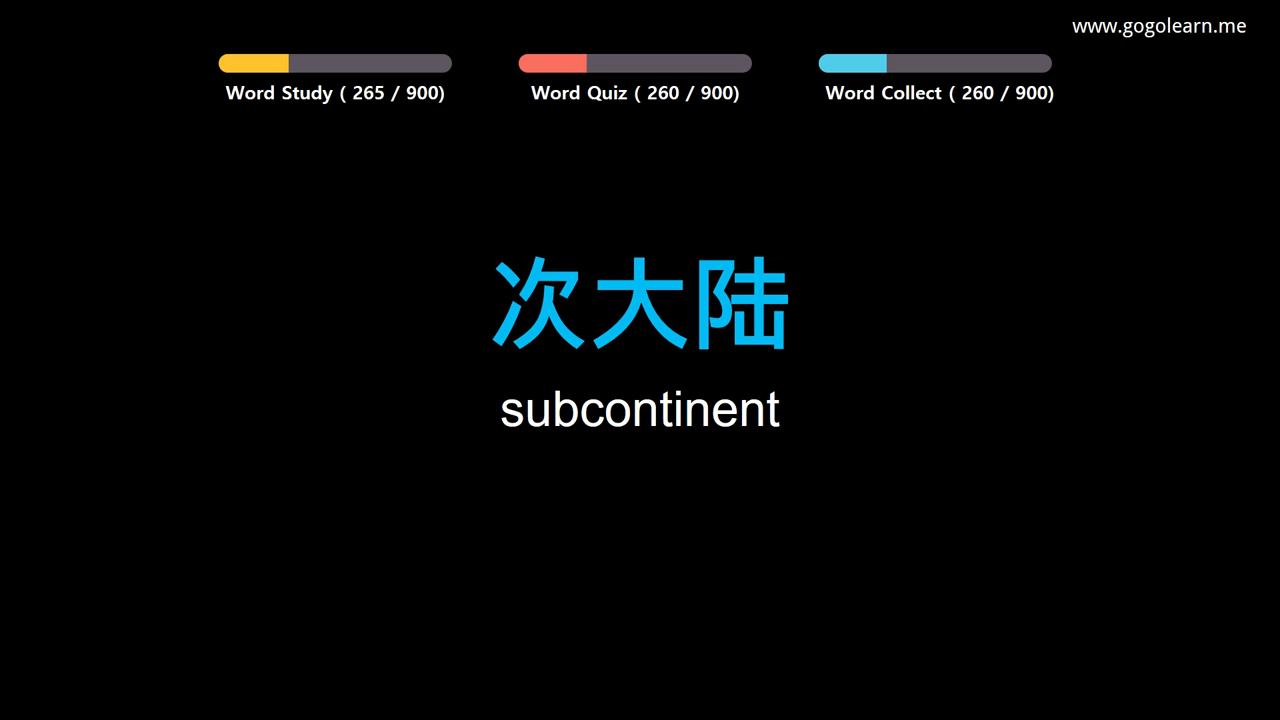 www.gogolearn.me
Word Study ( 265 / 900)
Word Quiz ( 260 / 900)
Word Collect ( 260 / 900)
次大陆
subcontinent